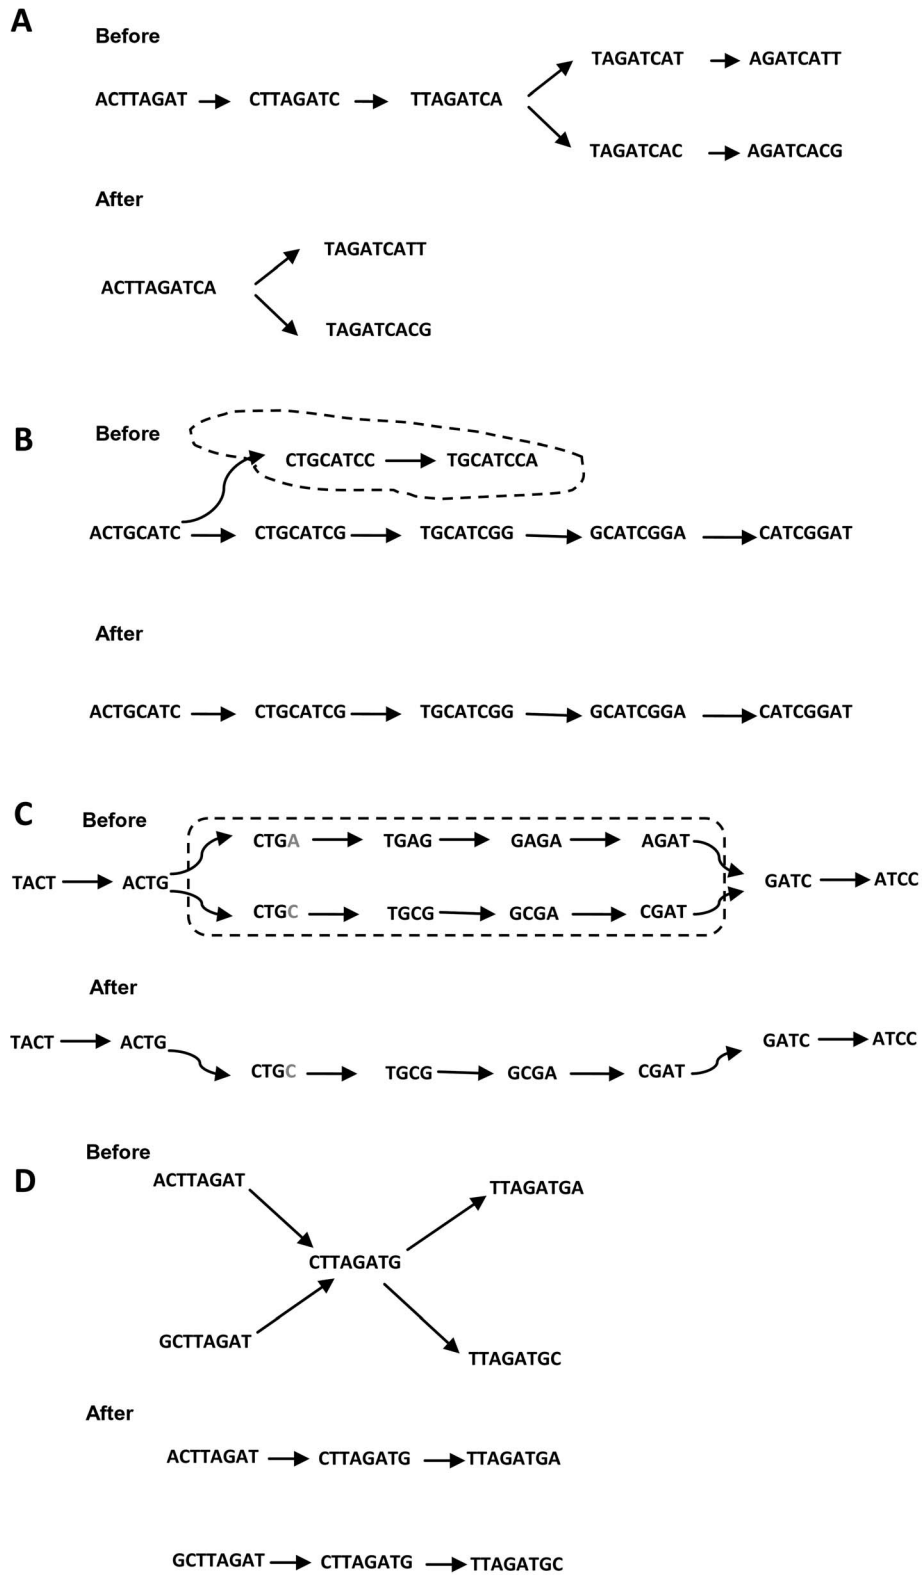 A
Before
TAGATCAT AGATCATT
ACTTAGAT CTTAGATC TTAGATCA
TAGATCAC AGATCACG
After
TAGATCATT
ACTTAGATCA
TAGATCACG
B
Before
CTGCATCC TGCATCCA
ACTGCATC CTGCATCG TGCATCGG GCATCGGA CATCGGAT
After
ACTGCATC CTGCATCG TGCATCGG GCATCGGA CATCGGAT
C
Before
CTGA TGAG GAGA AGAT
TACT ACTG GATC ATCC
CTGC TGCG GCGA CGAT
After
TACT ACTG GATC ATCC
CTGC TGCG GCGA CGAT
Before
D
ACTTAGAT TTAGATGA
CTTAGATG
GCTTAGAT TTAGATGC
After
ACTTAGAT CTTAGATG TTAGATGA
GCTTAGAT CTTAGATG TTAGATGC